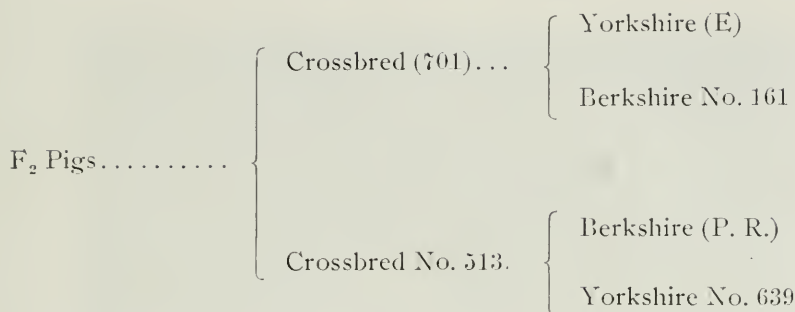 Yorkshire (E)
Crossbred (701)...
Berkshire No. 161
F₂ Pigs..........
Berkshire (P. R.)
Crossbred No. 513.
Yorkshire No. 639